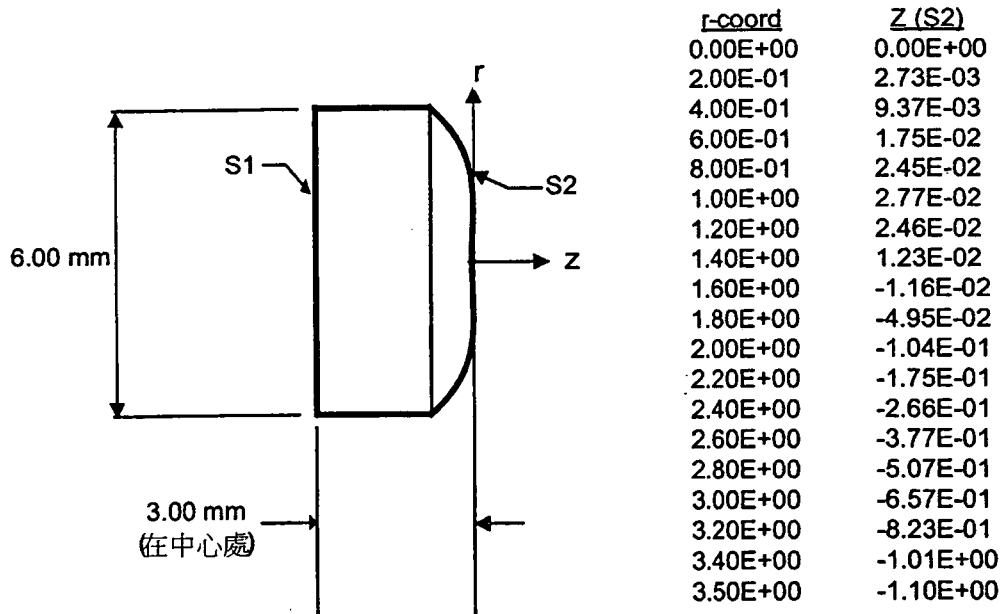 r-coord Z (S2)
0.00E+00 0.00E+00
2.00E-01 2.73E-03
4.00E-01 9.37E-03
6.00E-01 1.75E-02
8.00E-01 2.45E-02
1.00E+00 2.77E-02
1.20E+00 2.46E-02
1.40E+00 1.23E-02
1.60E+00 -1.16E-02
1.80E+00 -4.95E-02
2.00E+00 -1.04E-01
2.20E+00 -1.75E-01
2.40E+00 -2.66E-01
2.60E+00 -3.77E-01
2.80E+00 -5.07E-01
3.00E+00 -6.57E-01
3.20E+00 -8.23E-01
3.40E+00 -1.01E+00
3.50E+00 -1.10E+00
r
S1
S2
6.00 mm
z
3.00 mm
(在中心處)